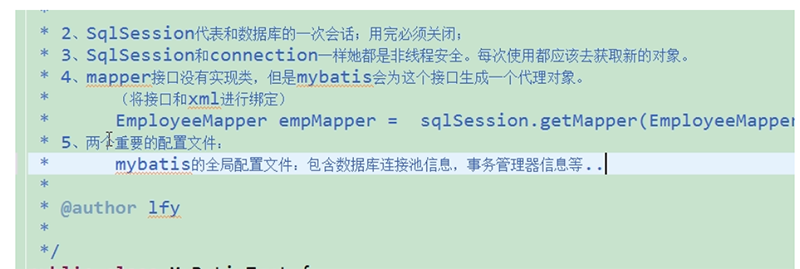 *
* 2、SqlSession代表和数据库的一次会话；用完必须关闭；
* 3、SqlSession和connection一样她都是非线程安全。每次使用都应该去获取新的对象。
* 4、mapper接口没有实现类，但是mybatis会为这个接口生成一个代理对象。
* （将接口和xml进行绑定）
* EmployeeMapper empMapper = sqlSession.getMapper(EmployeeMapper
* 5、两个重要的配置文件：
* mybatis的全局配置文件：包含数据库连接池信息，事务管理器信息等..
*
* @author lfy
*
*/